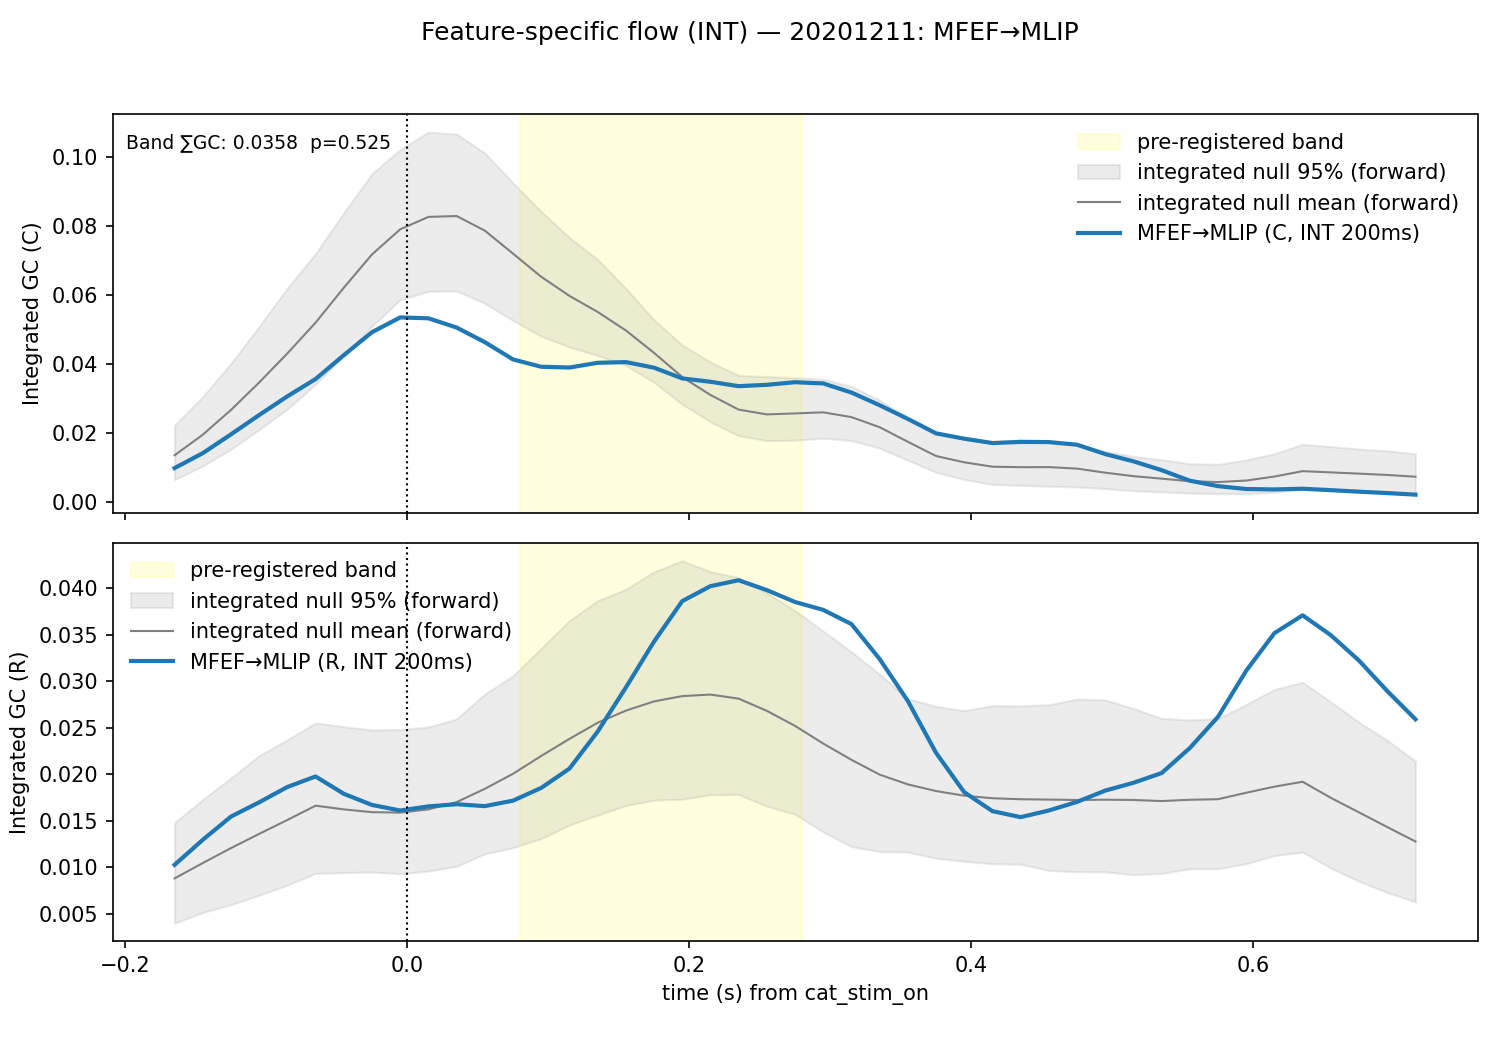 Feature-specific flow (INT) — 20201211: MFEF→MLIP
Band ∑GC: 0.0358  p=0.525
pre-registered band
integrated null 95% (forward)
integrated null mean (forward)
MFEF→MLIP (C, INT 200ms)
Integrated GC (C)
0.10
0.08
0.06
0.04
0.02
0.00
pre-registered band
integrated null 95% (forward)
integrated null mean (forward)
MFEF→MLIP (R, INT 200ms)
Integrated GC (R)
0.040
0.035
0.030
0.025
0.020
0.015
0.010
0.005
−0.2
0.0
0.2
0.4
0.6
time (s) from cat_stim_on